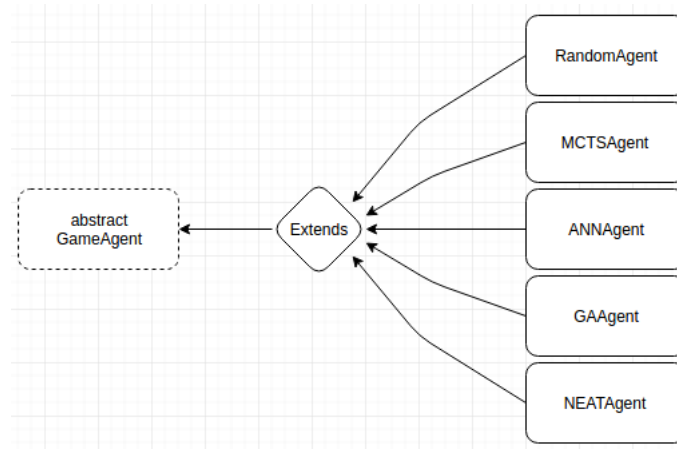 RandomAgent
MCTSAgent
abstract
GameAgent
Extends
ANNAgent
GAAgent
NEATAgent